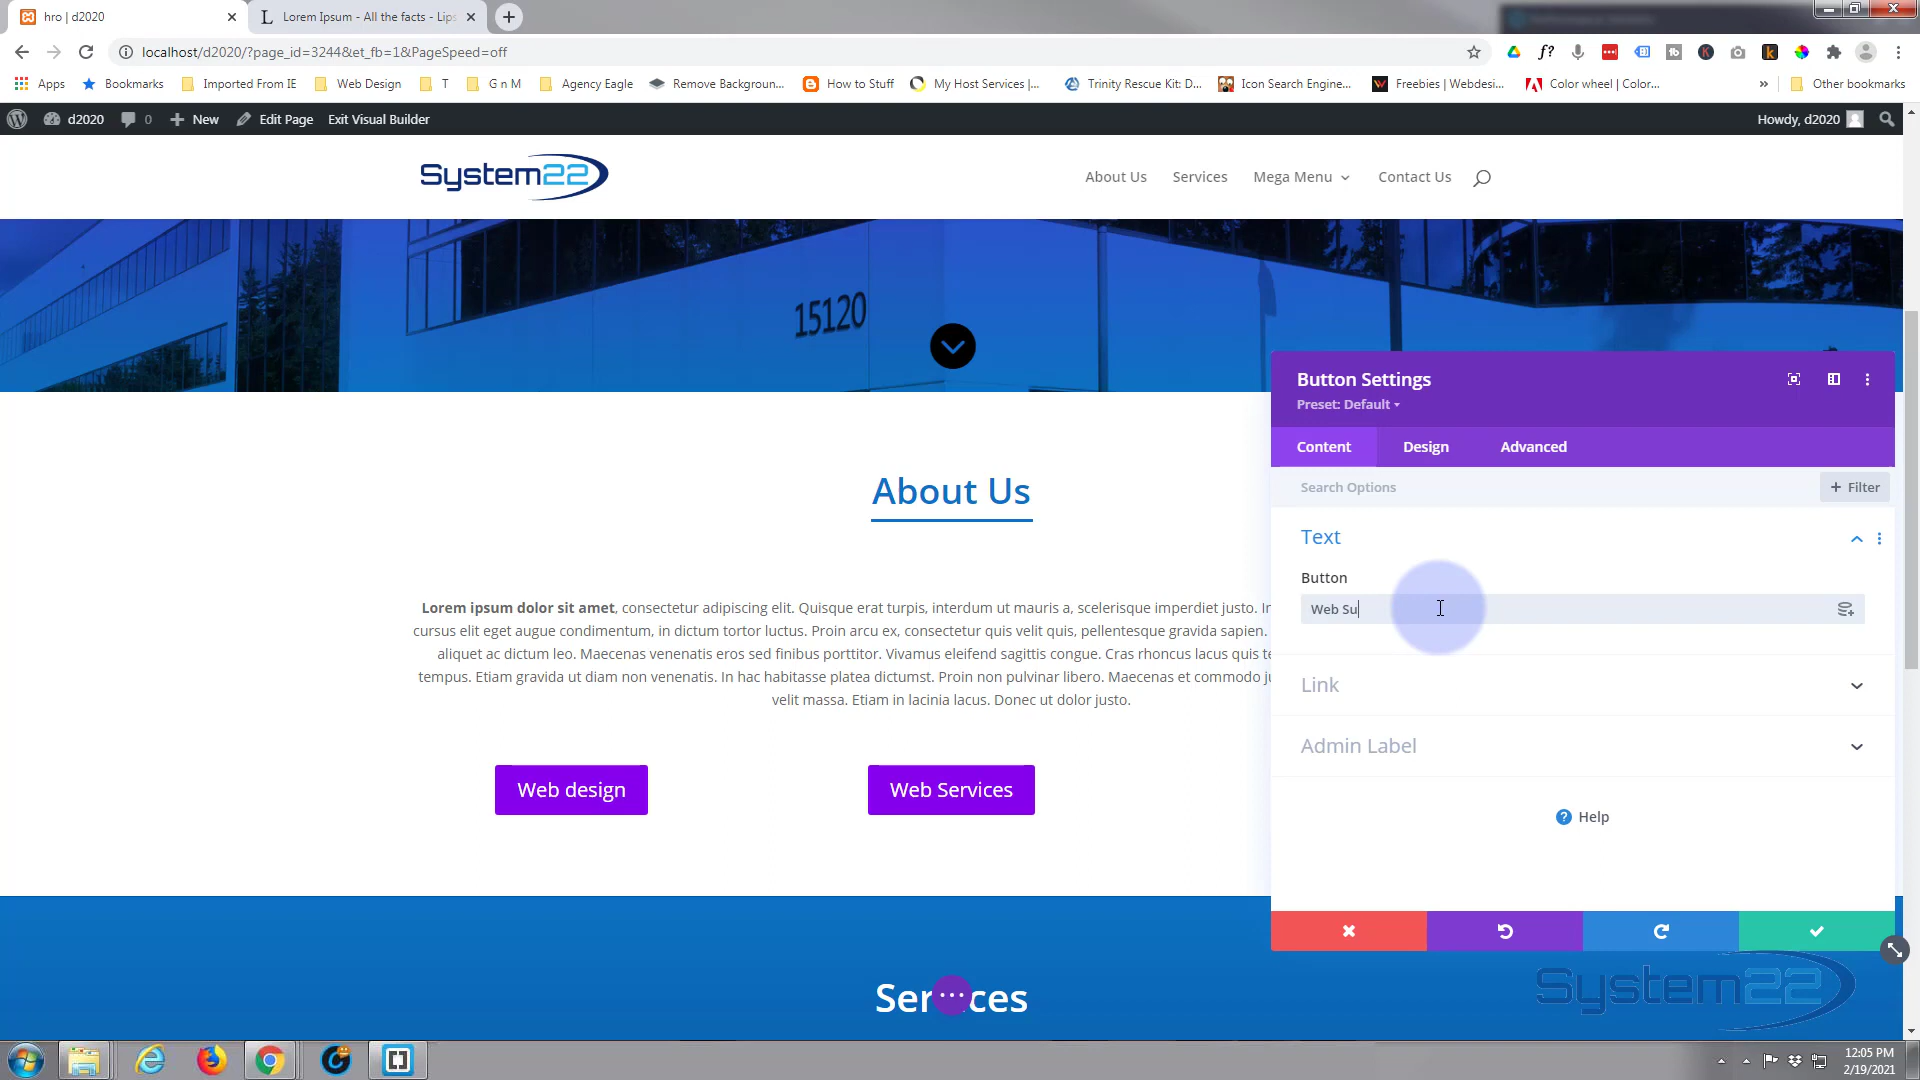 hro | d2020
Lorem Ipsum - All the facts - Lips
localhost/d2020/?page_id=3244&et_fb=1&PageSpeed=off
Apps
Bookmarks
Imported From IE
Web Design
T
G n M
Agency Eagle
Remove Backgroun...
How to Stuff
My Host Services |...
Trinity Rescue Kit: D...
Icon Search Engine...
Freebies | Webdesi...
Color wheel | Color...
»
Other bookmarks
d2020
0
New
Edit Page
Exit Visual Builder
Howdy, d2020
System22
About Us
Services
Mega Menu
Contact Us
15120
About Us
Lorem ipsum dolor sit amet, consectetur adipiscing elit. Quisque erat turpis, interdum ut mauris a, scelerisque imperdiet justo. In
cursus elit eget augue condimentum, in dictum tortor luctus. Proin arcu ex, consectetur quis velit quis, pellentesque gravida sapien.
aliquet ac dictum leo. Maecenas venenatis eros sed finibus porttitor. Vivamus eleifend sagittis congue. Cras rhoncus lacus quis te
tempus. Etiam gravida ut diam non venenatis. In hac habitasse platea dictumst. Proin non pulvinar libero. Maecenas et commodo ju
velit massa. Etiam in lacinia lacus. Donec ut dolor justo.
Web design
Web Services
Services
Button Settings
Preset: Default
Content
Design
Advanced
Search Options
+ Filter
Text
Button
Web Su
Link
Admin Label
Help
System22
12:05 PM
2/19/2021